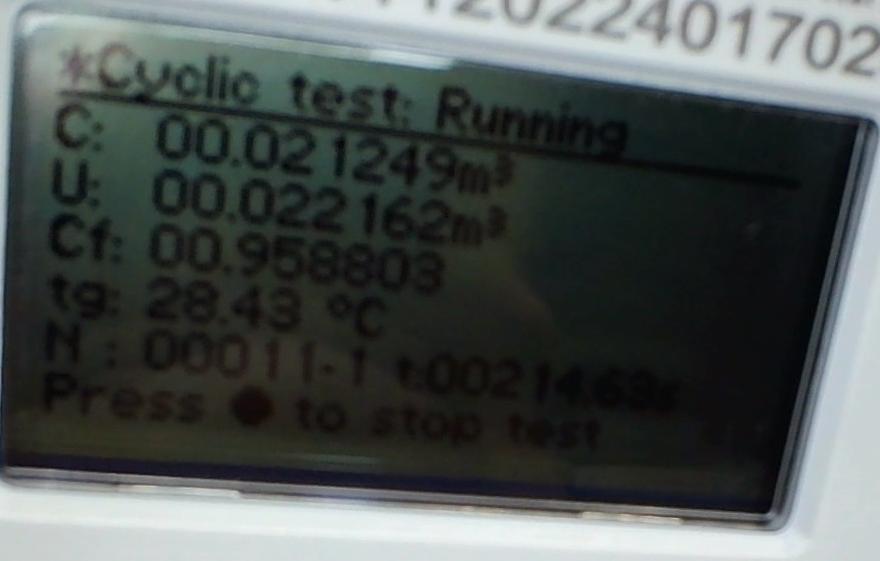 12022401702
*Cyclic test: Running
C: 00.021249m³
U: 00.022162m³
Cf: 00.958803
tg: 28.43 °C
N : 00011-1 t:00214.63s
Press ● to stop test